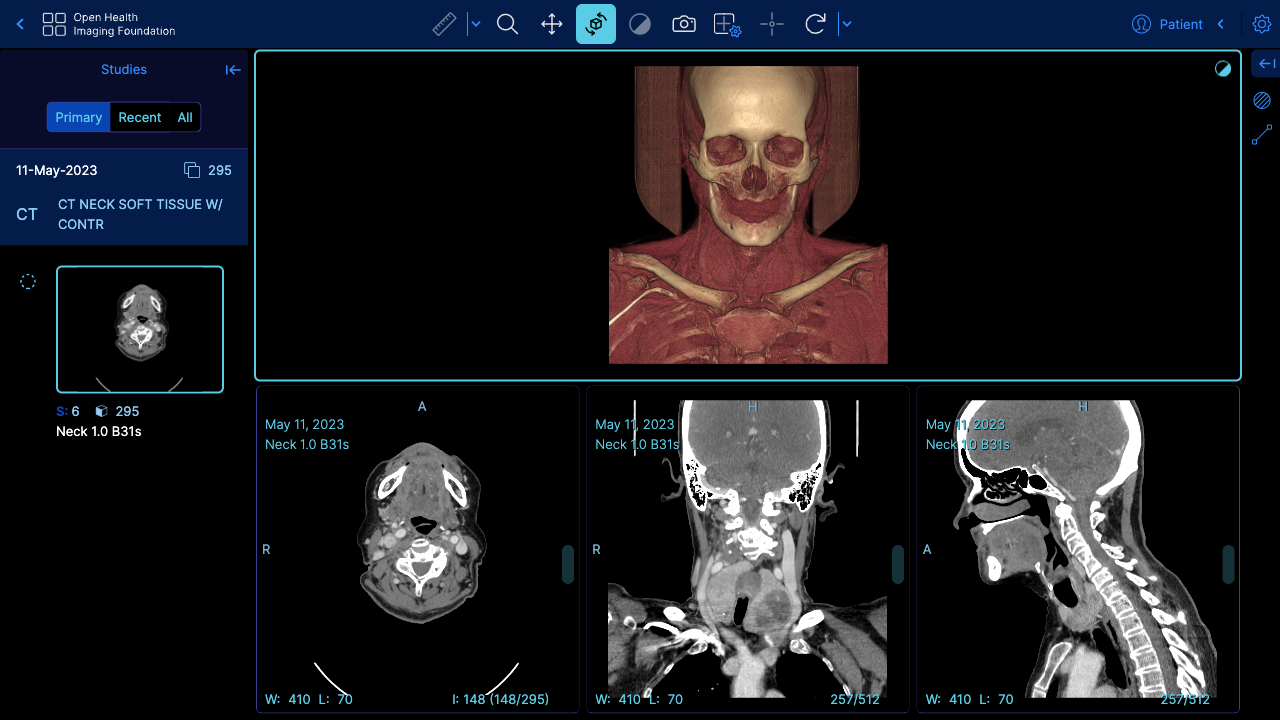 Open Health
Imaging Foundation
Patient
Studies
Primary Recent All
11-May-2023 295
CT CT NECK SOFT TISSUE W/
CONTR
S: 6 295
Neck 1.0 B31s
A
May 11, 2023
Neck 1.0 B31s
R
W: 410 L: 70 I: 148 (148/295)
H
May 11, 2023
Neck 1.0 B31s
R
W: 410 L: 70 257/512
H
May 11, 2023
Neck 1.0 B31s
A
W: 410 L: 70 257/512